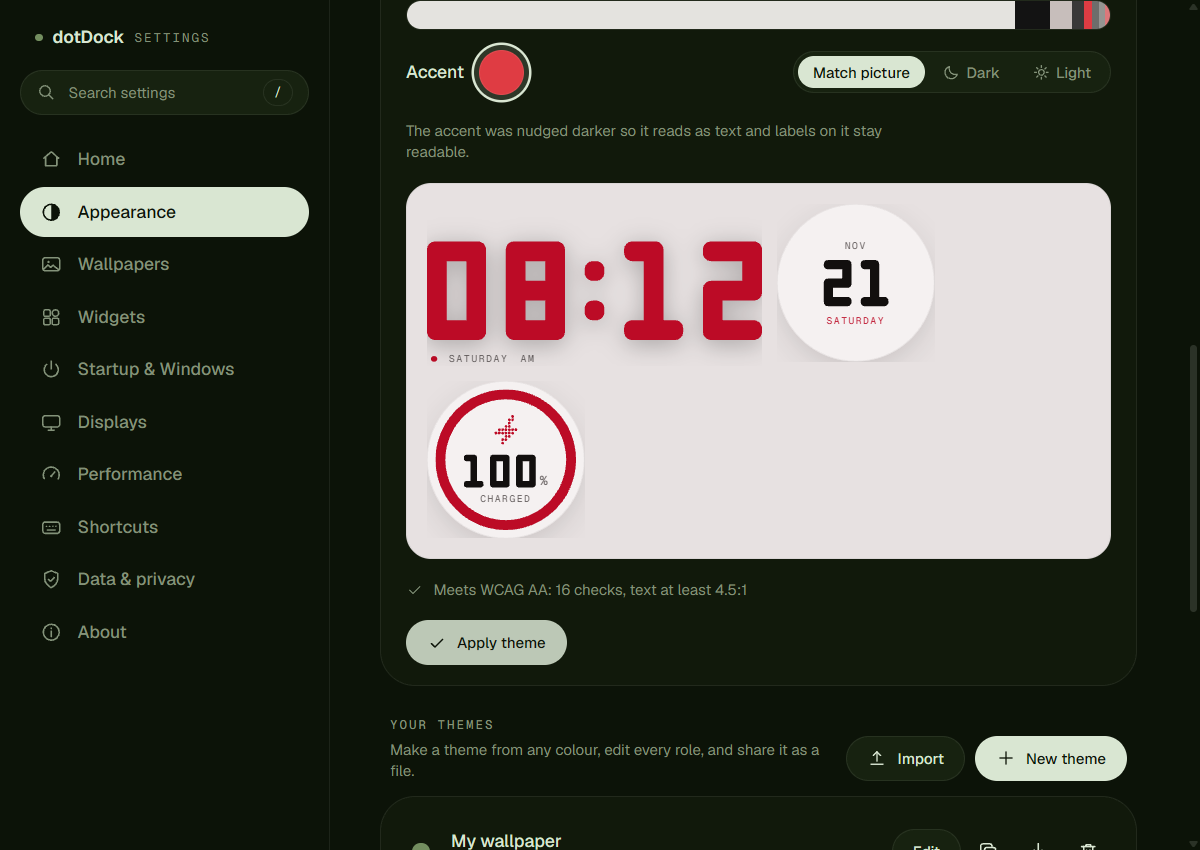 dotDock SETTINGS
Search settings /
Home
Appearance
Wallpapers
Widgets
Startup & Windows
Displays
Performance
Shortcuts
Data & privacy
About
Accent
Match picture Dark Light
The accent was nudged darker so it reads as text and labels on it stay
readable.
08:12
SATURDAY AM
NOV
21
SATURDAY
100%
CHARGED
Meets WCAG AA: 16 checks, text at least 4.5:1
Apply theme
YOUR THEMES
Make a theme from any colour, edit every role, and share it as a
file.
Import New theme
My wallpaper
Edit